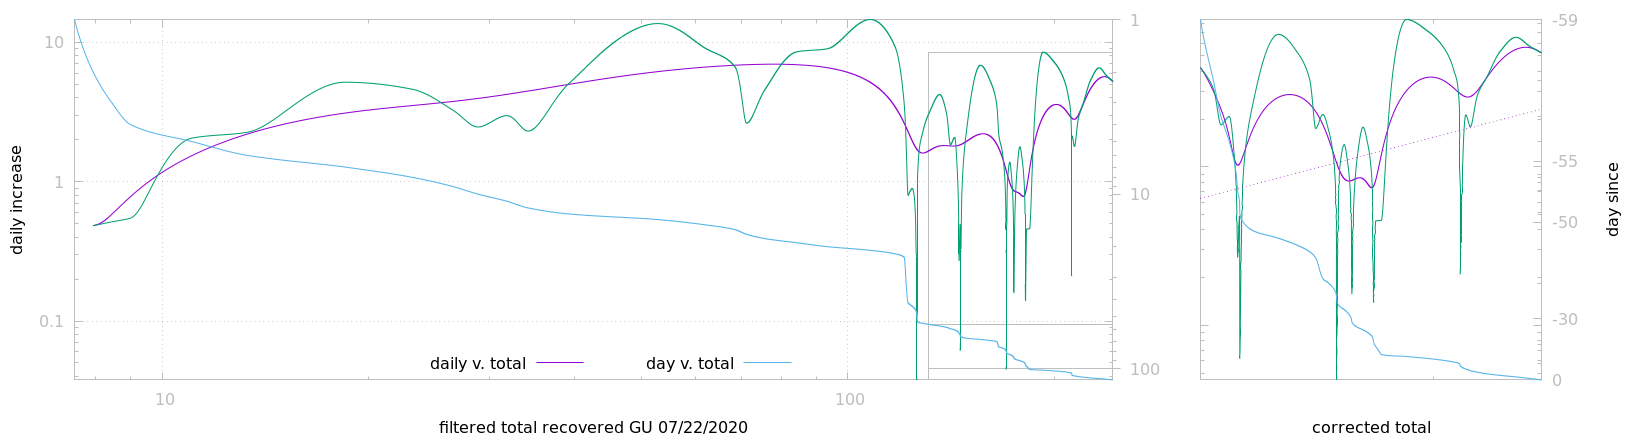 daily increase
10
1
0.1
daily v. total
day v. total
10
100
filtered total recovered GU 07/22/2020
1
10
100
-59
-55
-50
-30
0
day since
corrected total